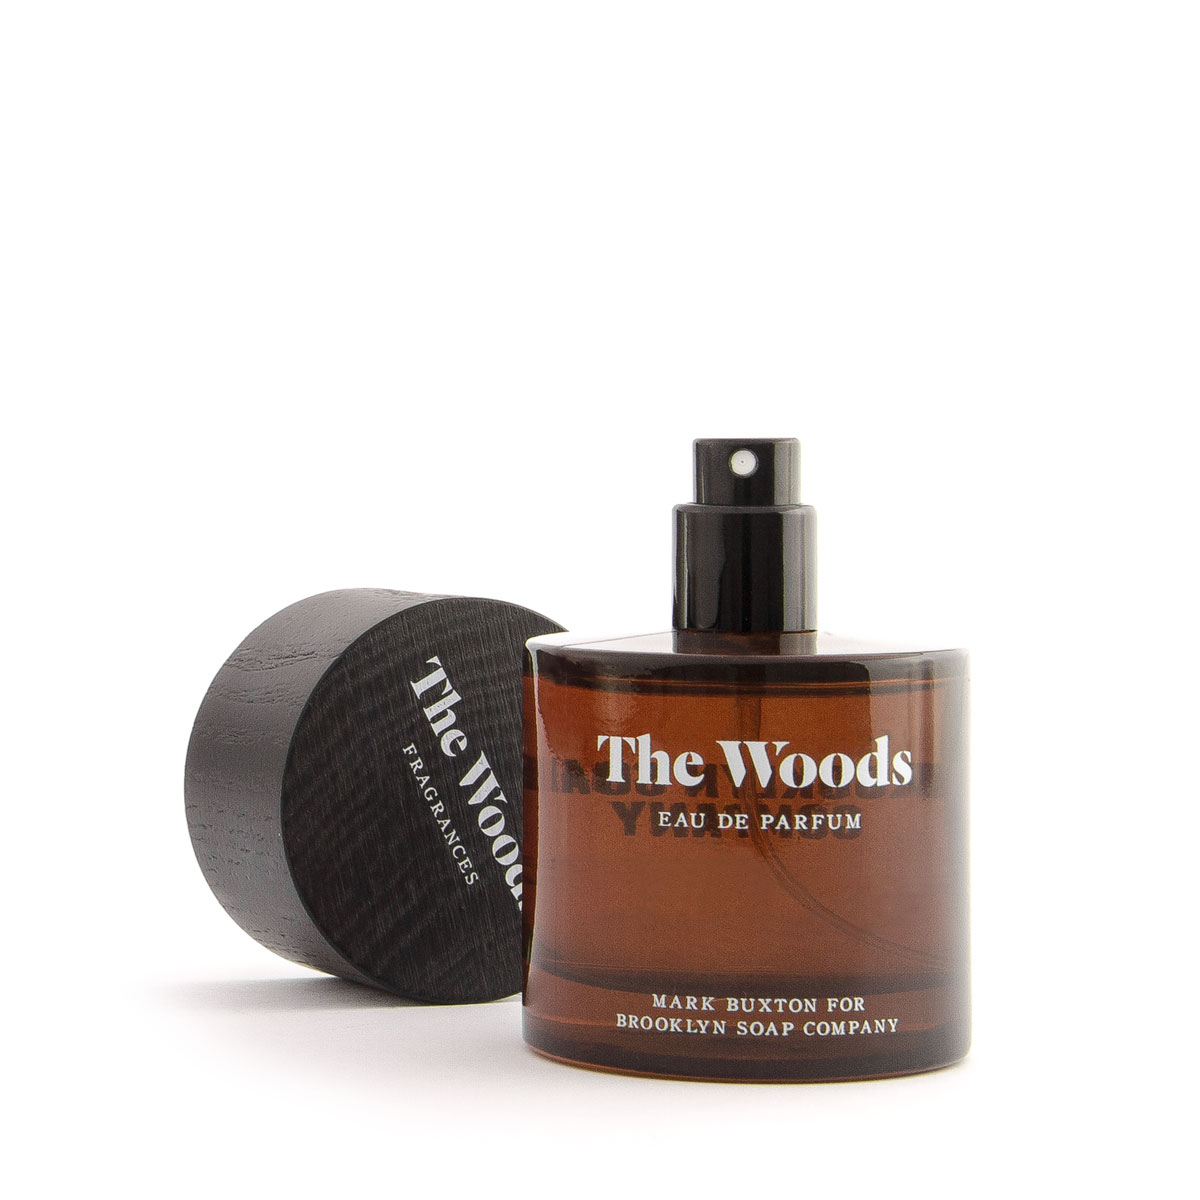 The Woods
FRAGRANCES
The Woods
EAU DE PARFUM
MARK BUXTON FOR
BROOKLYN SOAP COMPANY